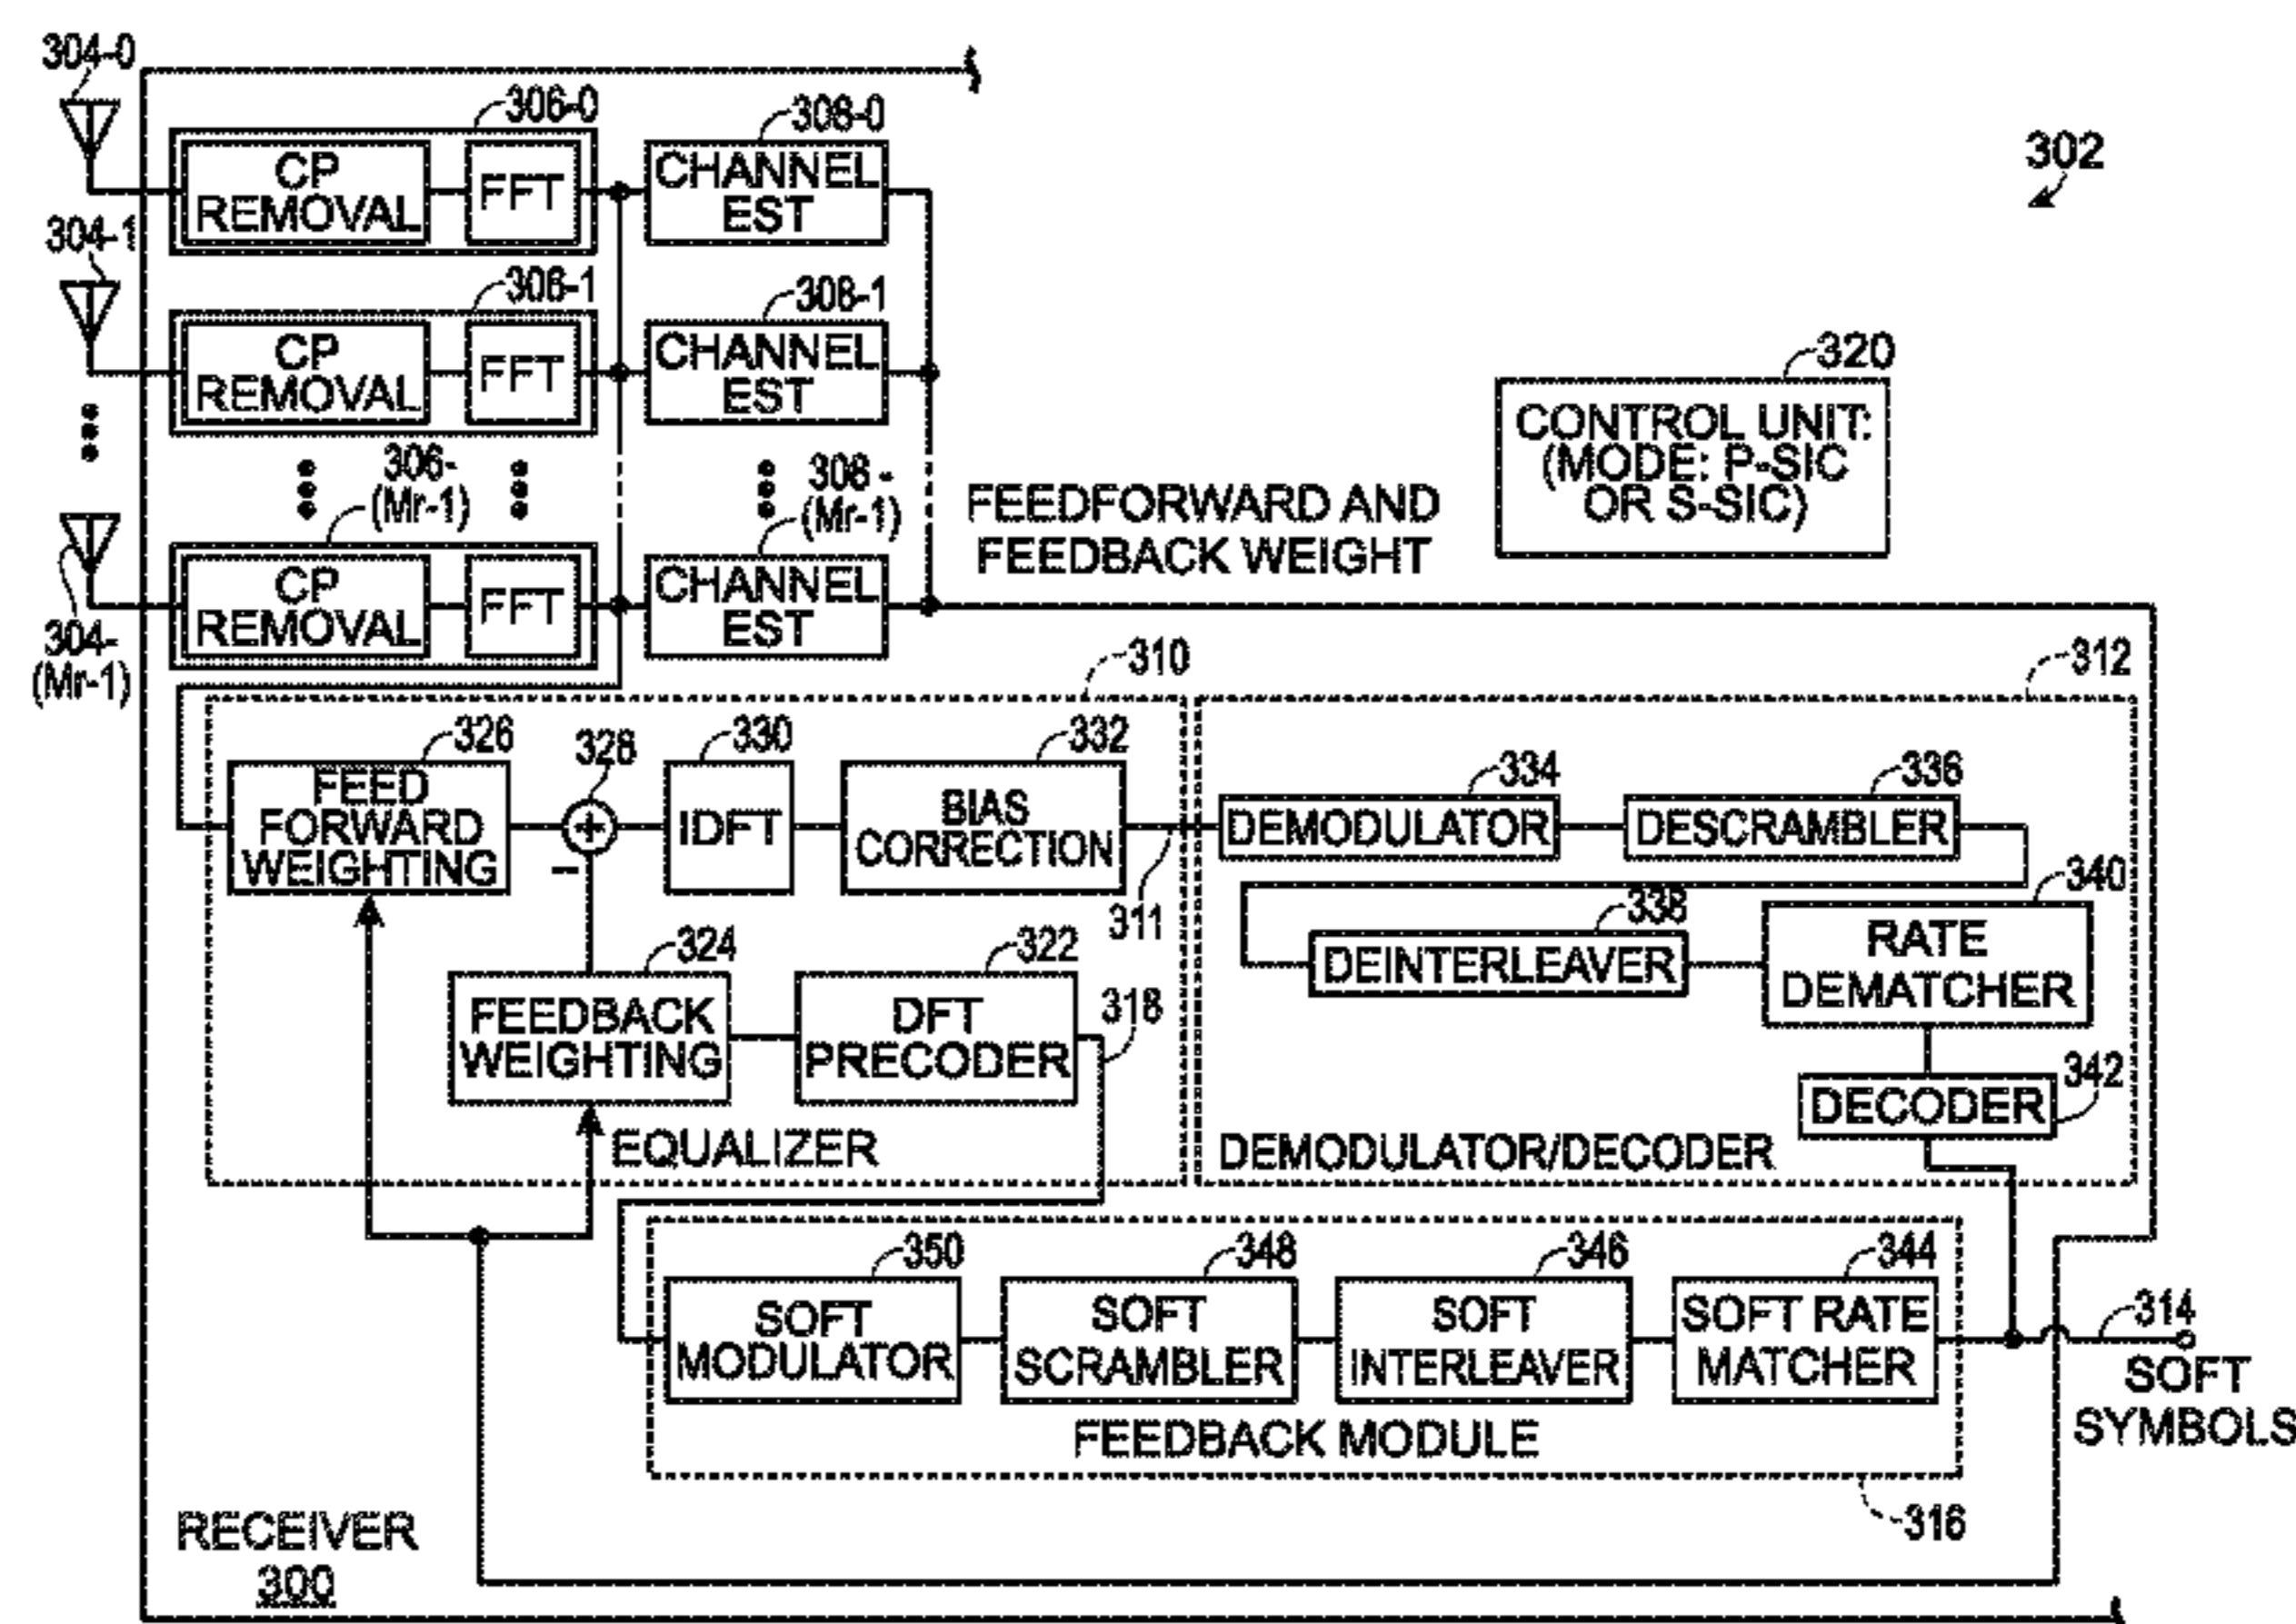 304-0
306-0
308-0
302
CP
REMOVAL
FFT
CHANNEL
EST
304-1
306-1
308-1
CP
REMOVAL
FFT
CHANNEL
EST
320
CONTROL UNIT:
(MODE: P-SIC
OR S-SIC)
306-
(Mr-1)
308 -
(Mr-1)
FEEDFORWARD AND
FEEDBACK WEIGHT
CP
REMOVAL
FFT
CHANNEL
EST
304-
(Mr-1)
310
312
326
328
330
332
334
336
FEED
FORWARD
WEIGHTING
+
−
IDFT
BIAS
CORRECTION
DEMODULATOR
DESCRAMBLER
311
338
340
DEINTERLEAVER
RATE
DEMATCHER
324
322
318
FEEDBACK
WEIGHTING
DFT
PRECODER
342
DECODER
EQUALIZER
DEMODULATOR/DECODER
350
348
346
344
314
SOFT
MODULATOR
SOFT
SCRAMBLER
SOFT
INTERLEAVER
SOFT RATE
MATCHER
SOFT
SYMBOLS
FEEDBACK MODULE
316
RECEIVER
300